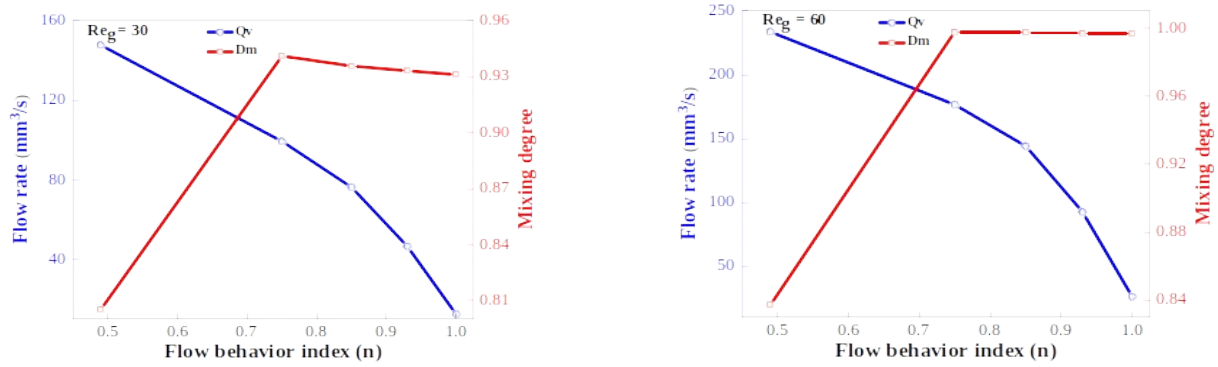 Re_g = 30
Qv
Dm
160
120
80
40
0.96
0.93
0.90
0.87
0.84
0.81
0.5 0.6 0.7 0.8 0.9 1.0
Flow rate (mm³/s)
Mixing degree
Flow behavior index (n)
Re_g = 60
Qv
Dm
250
200
150
100
50
1.00
0.96
0.92
0.88
0.84
0.5 0.6 0.7 0.8 0.9 1.0
Flow rate (mm³/s)
Mixing degree
Flow behavior index (n)